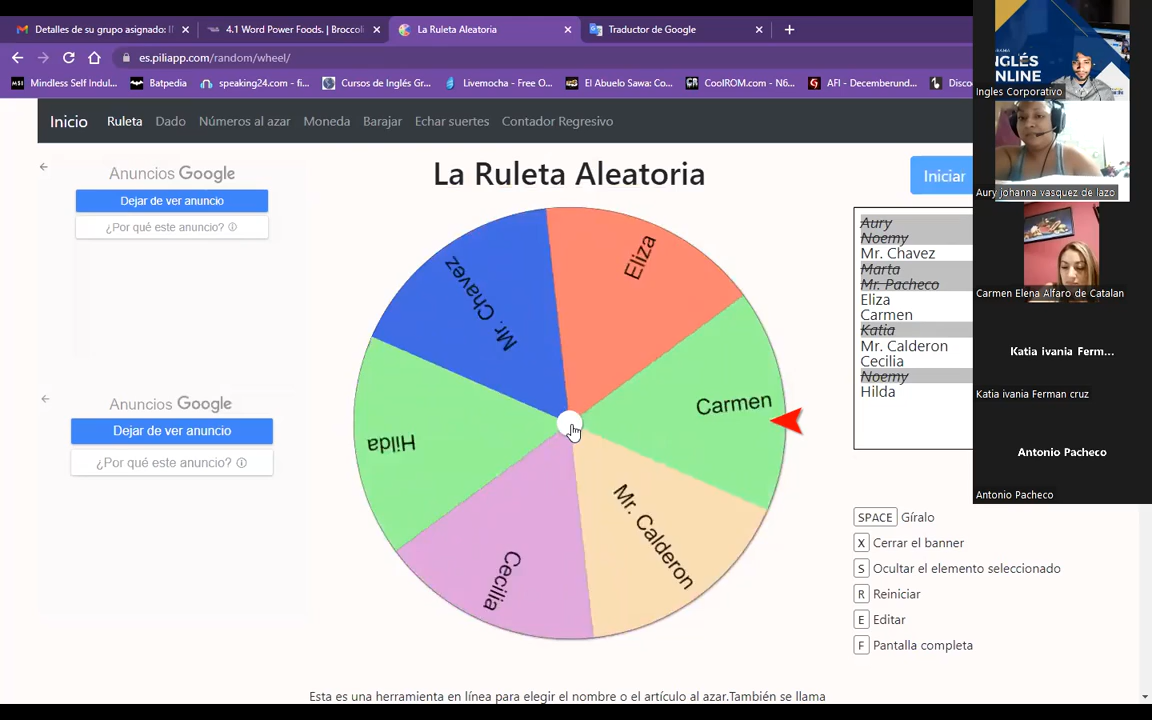 Detalles de su grupo asignado: I
4.1 Word Power Foods. | Broccol
La Ruleta Aleatoria
Traductor de Google
es.piliapp.com/random/wheel/
Mindless Self Indul...
Batpedia
speaking24.com - fi...
Cursos de Inglés Gr...
Livemocha - Free O...
El Abuelo Sawa: Co...
CoolROM.com - N6...
AFI - Decemberund...
Disco
Inicio
Ruleta
Dado
Números al azar
Moneda
Barajar
Echar suertes
Contador Regresivo
Anuncios Google
Dejar de ver anuncio
¿Por qué este anuncio?
Anuncios Google
Dejar de ver anuncio
¿Por qué este anuncio?
La Ruleta Aleatoria
Eliza
Carmen
Mr. Calderon
Cecilia
Hilda
Mr. Chavez
Iniciar
Aury
Noemy
Mr. Chavez
Marta
Mr. Pacheco
Eliza
Carmen
Katia
Mr. Calderon
Cecilia
Noemy
Hilda
SPACE Gíralo
X Cerrar el banner
S Ocultar el elemento seleccionado
R Reiniciar
E Editar
F Pantalla completa
Esta es una herramienta en línea para elegir el nombre o el artículo al azar.También se llama
NGLÉS
ONLINE
Ingles Corporativo
Aury johanna vasquez de lazo
Carmen Elena Alfaro de Catalan
Katia ivania Ferm...
Katia ivania Ferman cruz
Antonio Pacheco
Antonio Pacheco